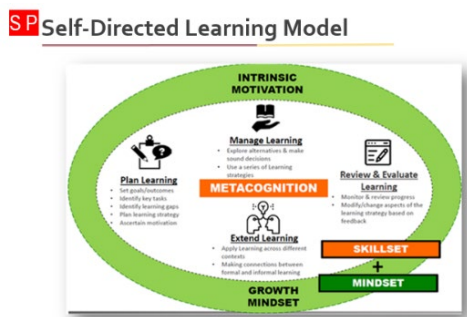 SP Self-Directed Learning Model
INTRINSIC
MOTIVATION
Manage Learning
• Explore alternatives & make
sound decisions
• Use a series of Learning
strategies
Plan Learning
• Set goals/outcomes
• Identify key tasks
• Identify learning gaps
• Plan learning strategy
• Ascertain motivation
METACOGNITION
Review & Evaluate
Learning
• Monitor & review progress
• Modify/change aspects of the
learning strategy based on
feedback
Extend Learning
• Apply Learning across different
contexts
• Making connections between
formal and informal learning
SKILLSET
+
MINDSET
GROWTH
MINDSET